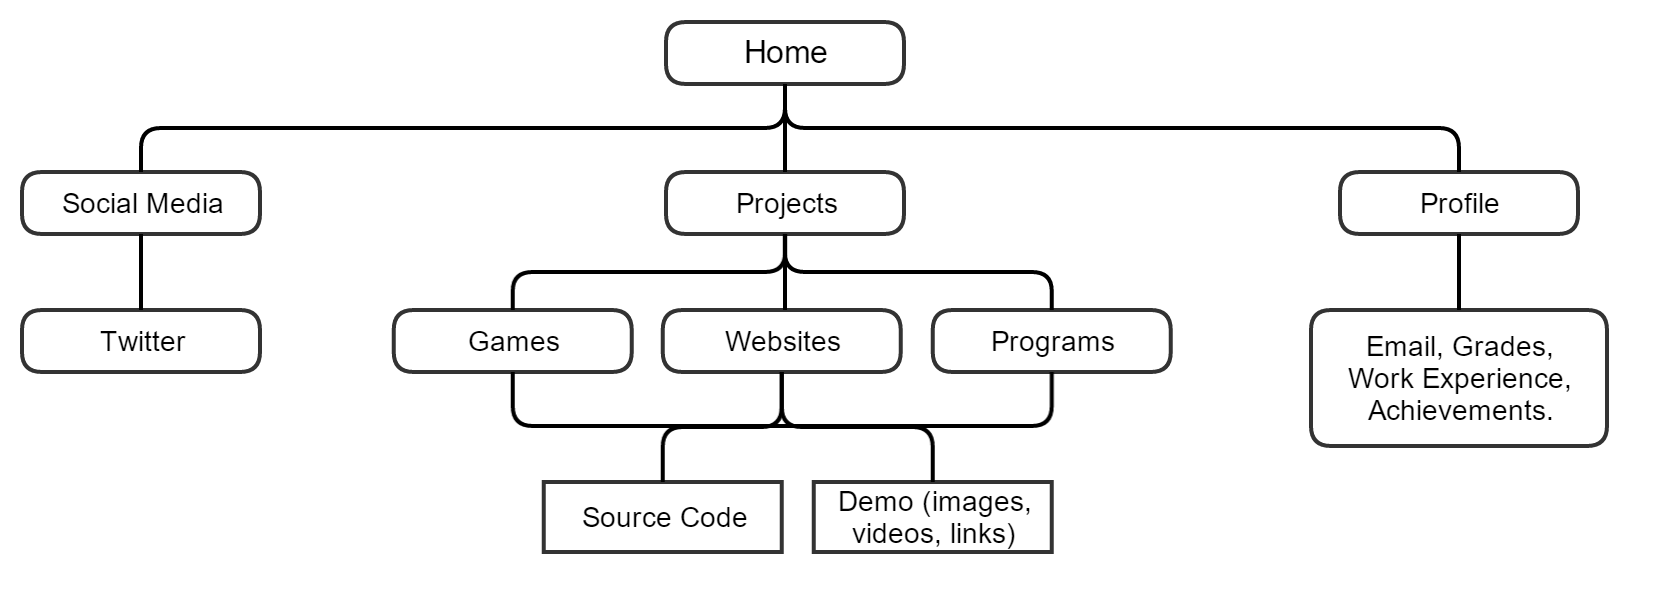 Home
Social Media
Projects
Profile
Twitter
Games
Websites
Programs
Email, Grades,
Work Experience,
Achievements.
Source Code
Demo (images,
videos, links)